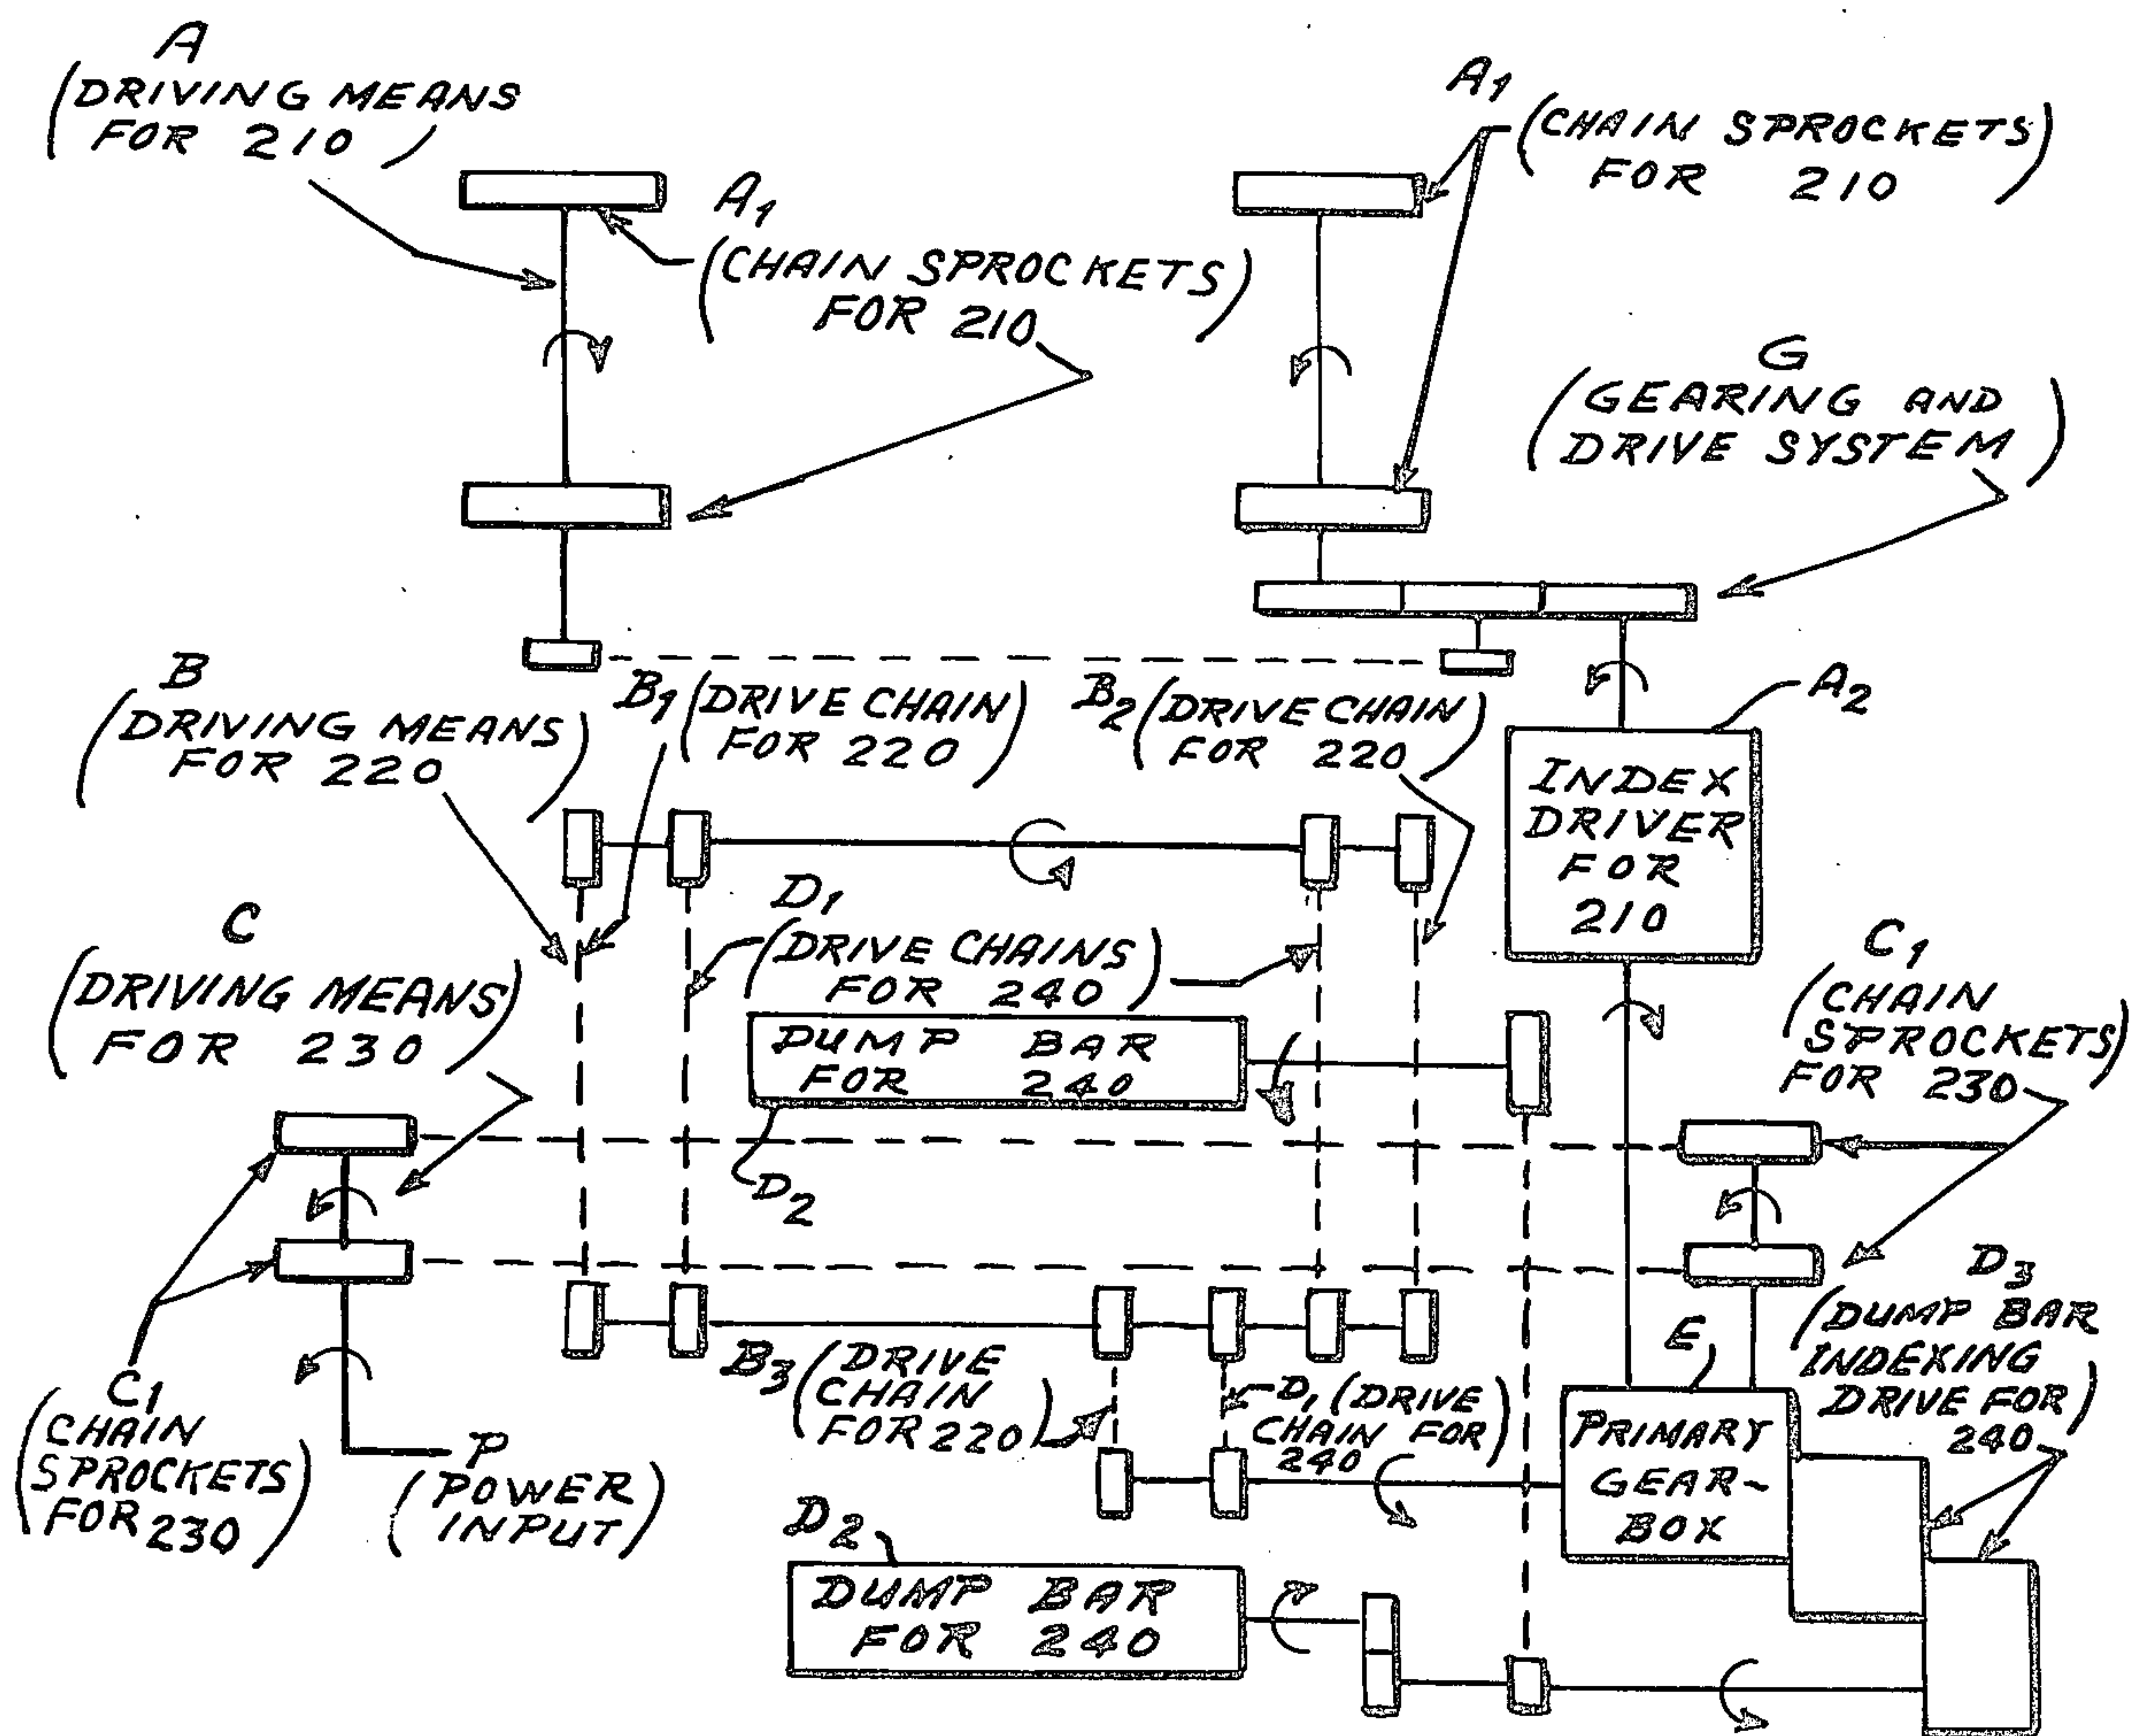 A
(DRIVING MEANS
FOR 210)
A1
(CHAIN SPROCKETS)
FOR 210
A1
(CHAIN SPROCKETS
FOR 210)
G
(GEARING AND
DRIVE SYSTEM)
B
(DRIVING MEANS
FOR 220)
B1 (DRIVE CHAIN
FOR 220)
B2 (DRIVE CHAIN
FOR 220)
A2
INDEX
DRIVER
FOR
210
C
(DRIVING MEANS
FOR 230)
D1
(DRIVE CHAINS
FOR 240)
C1
(CHAIN
SPROCKETS)
FOR 230
DUMP BAR
FOR 240
D2
D3
(DUMP BAR
INDEXING
DRIVE FOR)
240
E
PRIMARY
GEAR-
BOX
B3 (DRIVE
CHAIN
FOR 220)
D1 (DRIVE
CHAIN FOR)
240
C1
(CHAIN
SPROCKETS
FOR 230)
P
(POWER
INPUT)
D2
DUMP BAR
FOR 240